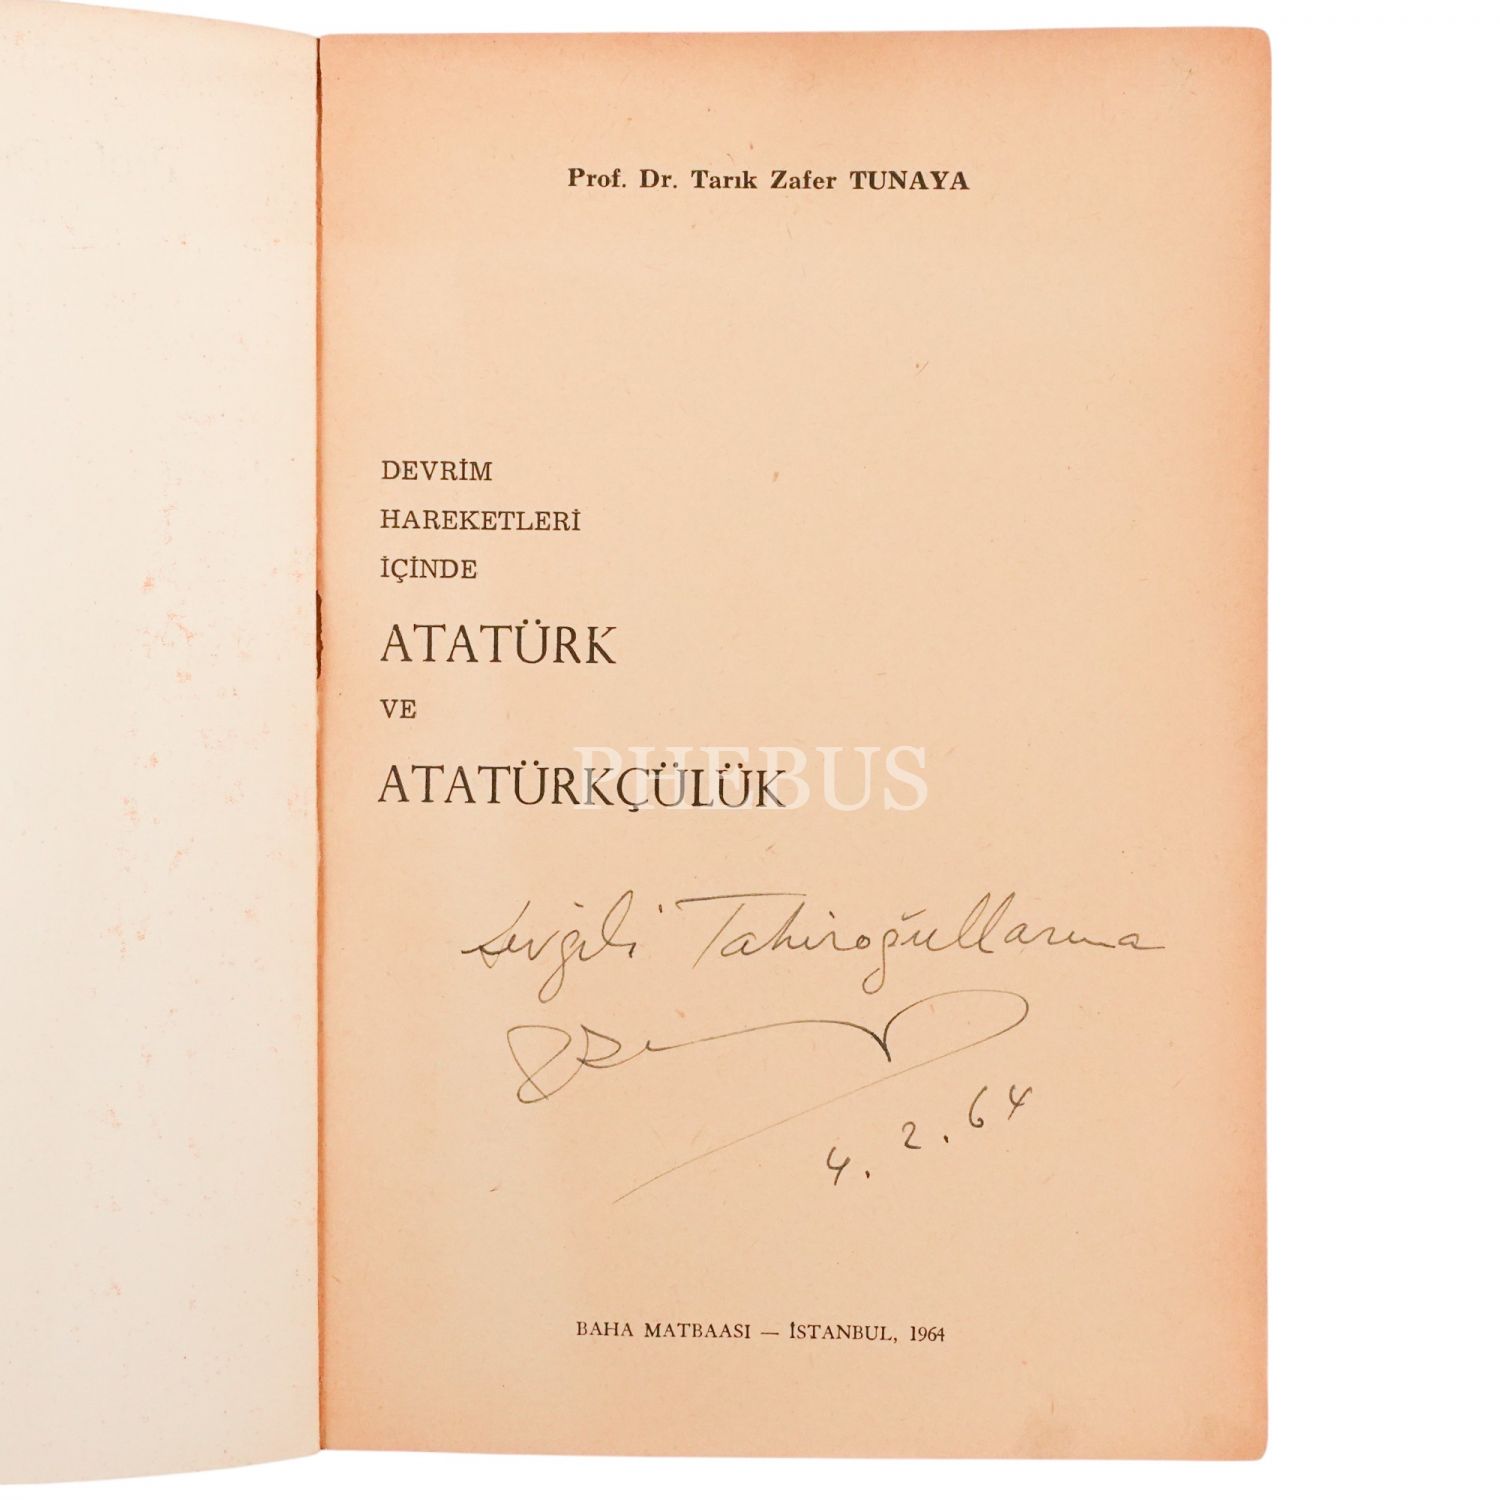 Prof. Dr. Tarık Zafer TUNAYA
DEVRİM
HAREKETLERİ
İÇİNDE
ATATÜRK
VE
ATATÜRKÇÜLÜK
PHEBUS
Sevgili Tahiroğullarına
4.2.64
BAHA MATBAASI — İSTANBUL, 1964